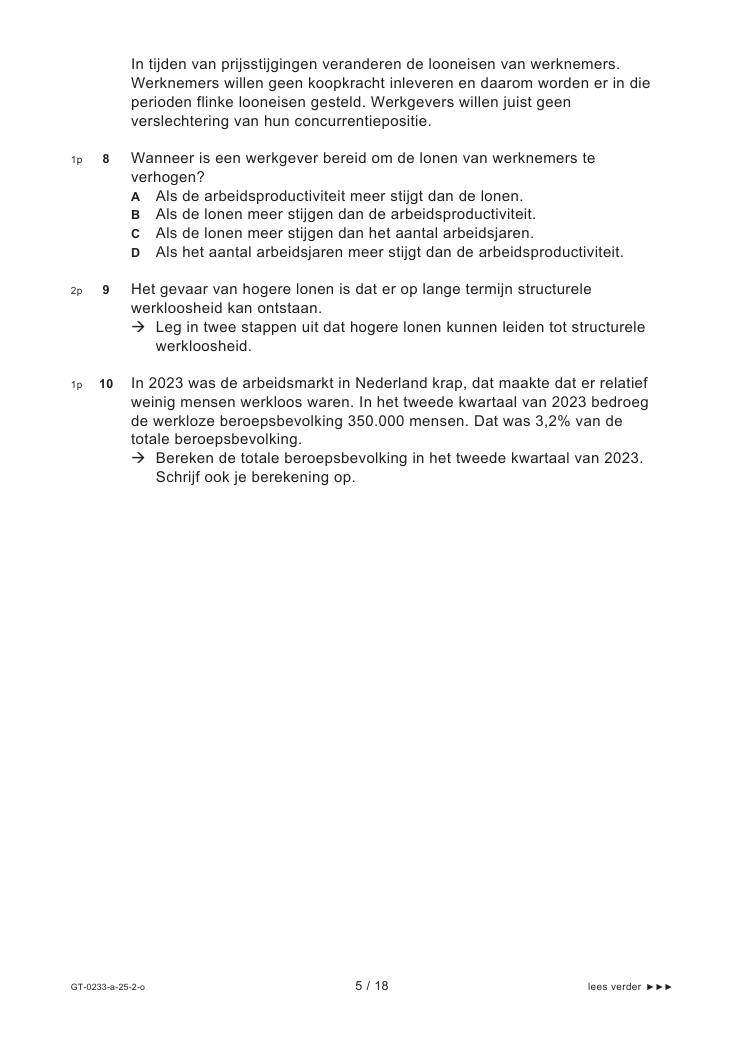 In tijden van prijsstijgingen veranderen de looneisen van werknemers.
Werknemers willen geen koopkracht inleveren en daarom worden er in die
perioden flinke looneisen gesteld. Werkgevers willen juist geen
verslechtering van hun concurrentiepositie.
1p 8 Wanneer is een werkgever bereid om de lonen van werknemers te
verhogen?
A Als de arbeidsproductiviteit meer stijgt dan de lonen.
B Als de lonen meer stijgen dan de arbeidsproductiviteit.
C Als de lonen meer stijgen dan het aantal arbeidsjaren.
D Als het aantal arbeidsjaren meer stijgt dan de arbeidsproductiviteit.
2p 9 Het gevaar van hogere lonen is dat er op lange termijn structurele
werkloosheid kan ontstaan.
→ Leg in twee stappen uit dat hogere lonen kunnen leiden tot structurele
werkloosheid.
1p 10 In 2023 was de arbeidsmarkt in Nederland krap, dat maakte dat er relatief
weinig mensen werkloos waren. In het tweede kwartaal van 2023 bedroeg
de werkloze beroepsbevolking 350.000 mensen. Dat was 3,2% van de
totale beroepsbevolking.
→ Bereken de totale beroepsbevolking in het tweede kwartaal van 2023.
Schrijf ook je berekening op.
GT-0233-a-25-2-o 5 / 18 lees verder ►►►